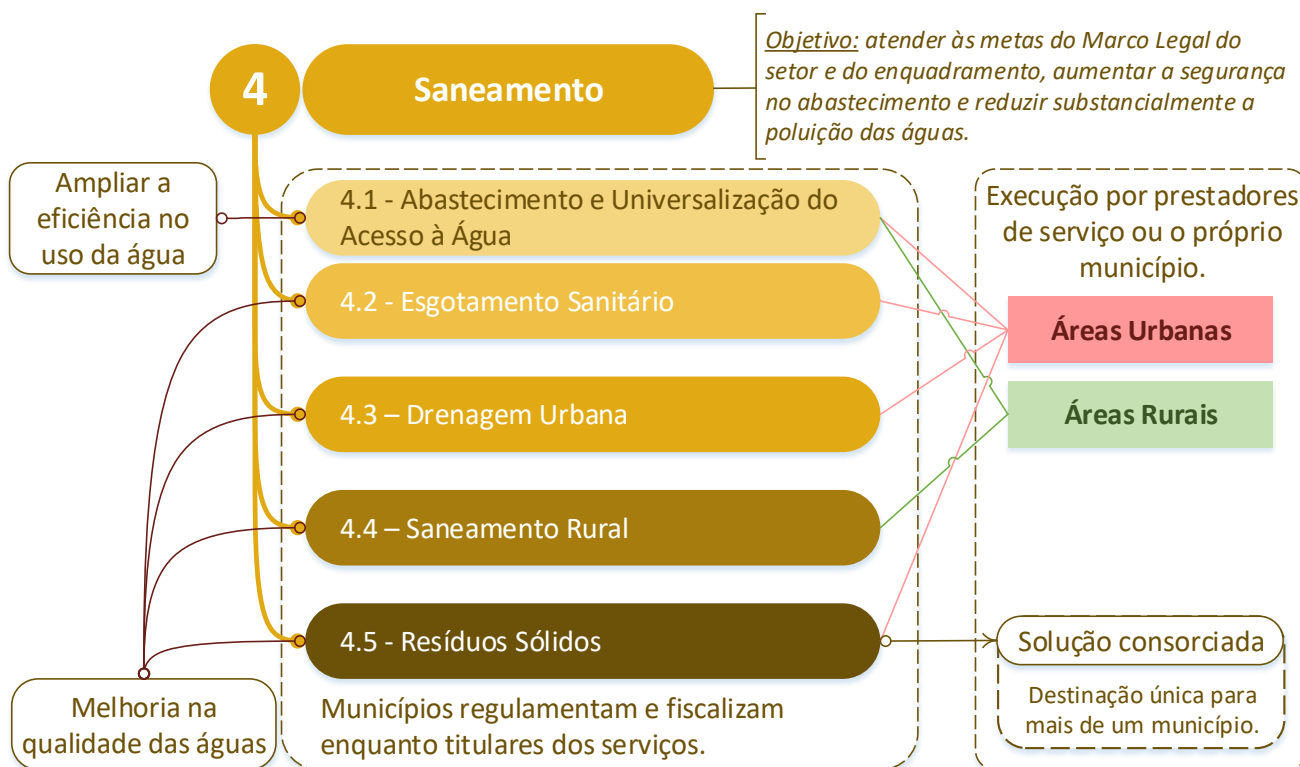 4
Saneamento
Objetivo: atender às metas do Marco Legal do
setor e do enquadramento, aumentar a segurança
no abastecimento e reduzir substancialmente a
poluição das águas.
Ampliar a
eficiência no
uso da água
4.1 - Abastecimento e Universalização do
Acesso à Água
4.2 - Esgotamento Sanitário
4.3 – Drenagem Urbana
4.4 – Saneamento Rural
4.5 - Resíduos Sólidos
Municípios regulamentam e fiscalizam
enquanto titulares dos serviços.
Melhoria na
qualidade das águas
Execução por prestadores
de serviço ou o próprio
município.
Áreas Urbanas
Áreas Rurais
Solução consorciada
Destinação única para
mais de um município.